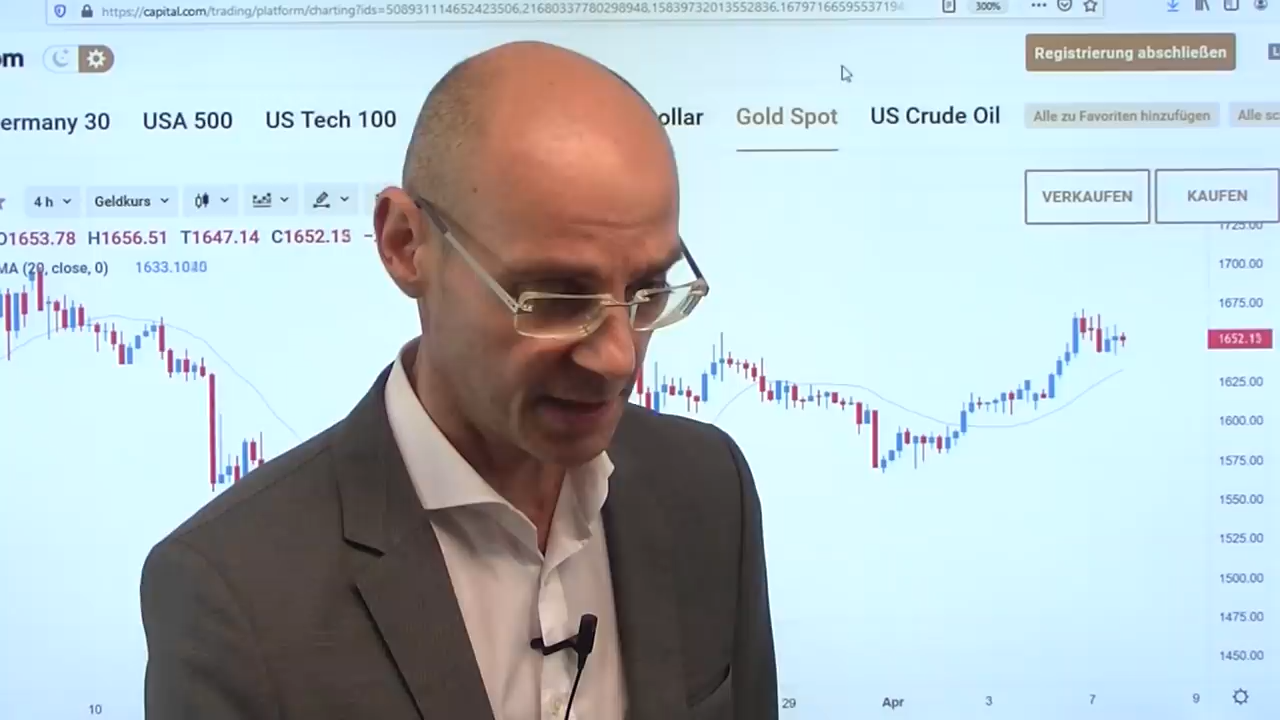 https://capital.com/trading/platform/charting?ids=508931114652423506,21680337780298948,15839732013552836,16797166595537194
300%
om
Registrierung abschließen
ermany 30
USA 500
US Tech 100
ollar
Gold Spot
US Crude Oil
Alle zu Favoriten hinzufügen
Alle sc
4 h
Geldkurs
VERKAUFEN
KAUFEN
O1653.78 H1656.51 T1647.14 C1652.15 -
MA (20, close, 0) 1633.1040
1725.00
1700.00
1675.00
1652.15
1625.00
1600.00
1575.00
1550.00
1525.00
1500.00
1475.00
1450.00
10
29
Apr
3
7
9